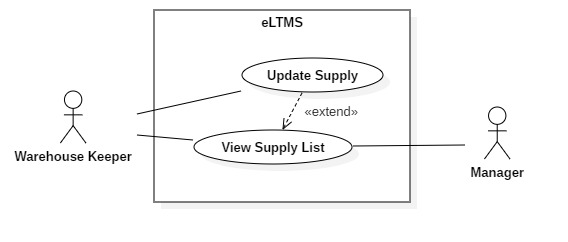 eLTMS
Update Supply
«extend»
View Supply List
Warehouse Keeper
Manager